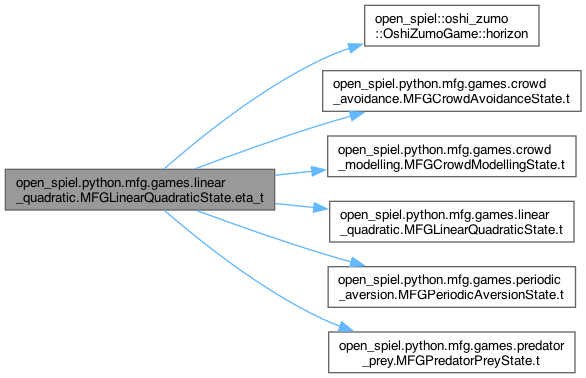 open_spiel::oshi_zumo
::OshiZumoGame::horizon
open_spiel.python.mfg.games.crowd
_avoidance.MFGCrowdAvoidanceState.t
open_spiel.python.mfg.games.crowd
_modelling.MFGCrowdModellingState.t
open_spiel.python.mfg.games.linear
_quadratic.MFGLinearQuadraticState.eta_t
open_spiel.python.mfg.games.linear
_quadratic.MFGLinearQuadraticState.t
open_spiel.python.mfg.games.periodic
_aversion.MFGPeriodicAversionState.t
open_spiel.python.mfg.games.predator
_prey.MFGPredatorPreyState.t